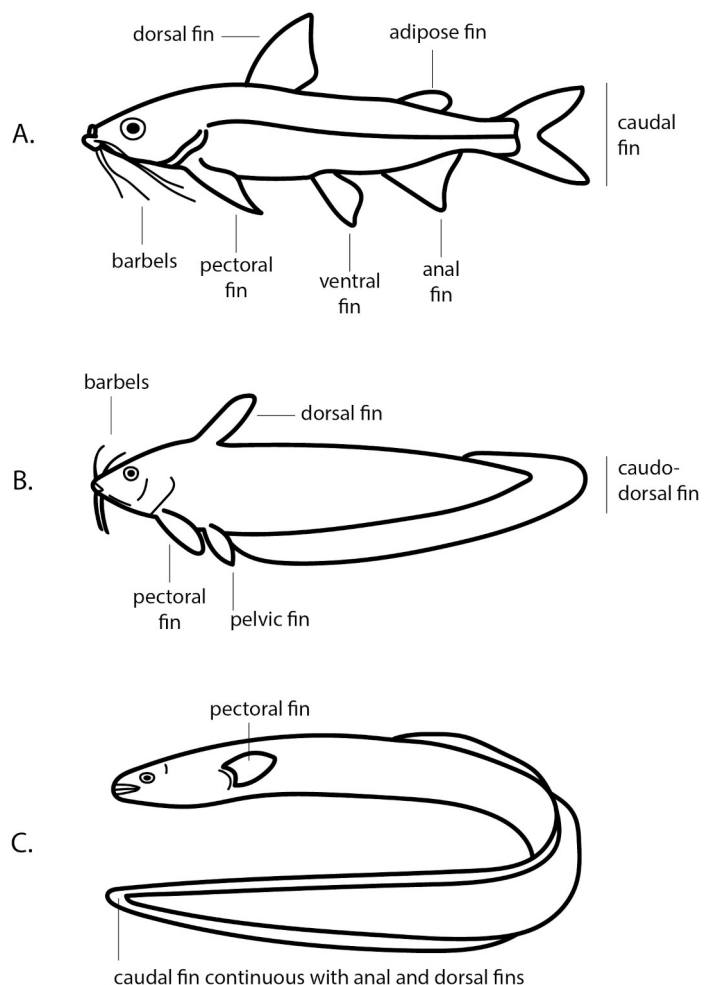 A.
dorsal fin
adipose fin
caudal
fin
barbels
pectoral
fin
ventral
fin
anal
fin
B.
barbels
dorsal fin
caudo-
dorsal fin
pectoral
fin
pelvic fin
C.
pectoral fin
caudal fin continuous with anal and dorsal fins